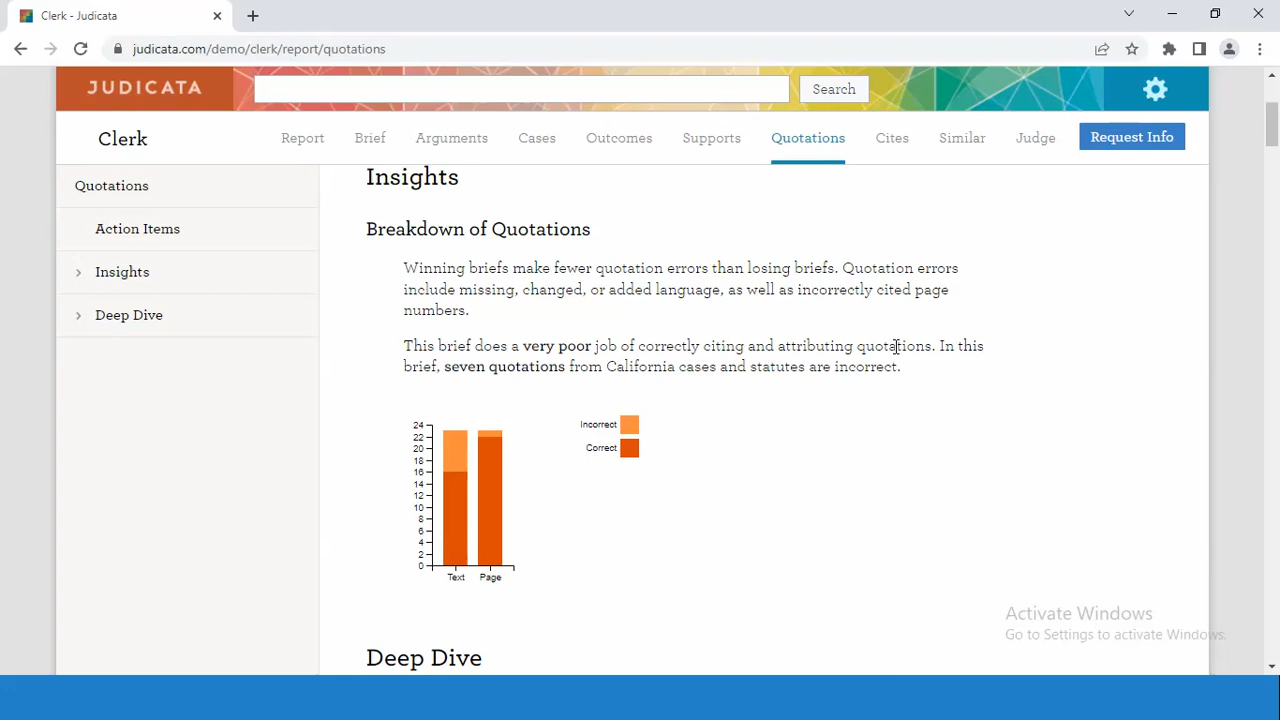 Clerk - Judicata
judicata.com/demo/clerk/report/quotations
JUDICATA
Search
Clerk
Report
Brief
Arguments
Cases
Outcomes
Supports
Quotations
Cites
Similar
Judge
Request Info
Quotations
Action Items
Insights
Deep Dive
Insights
Breakdown of Quotations
Winning briefs make fewer quotation errors than losing briefs. Quotation errors
include missing, changed, or added language, as well as incorrectly cited page
numbers.
This brief does a very poor job of correctly citing and attributing quotations. In this
brief, seven quotations from California cases and statutes are incorrect.
24
22
20
18
16
14
12
10
8
6
4
2
0
Text
Page
Incorrect
Correct
Activate Windows
Go to Settings to activate Windows.
Deep Dive